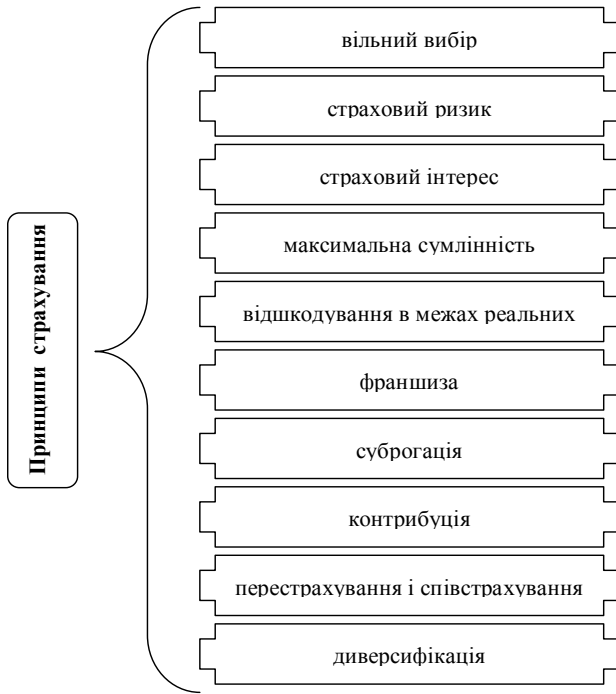 Принципи страхування
вільний вибір
страховий ризик
страховий інтерес
максимальна сумлінність
відшкодування в межах реальних
франшиза
суброгація
контрибуція
перестрахування і співстрахування
диверсифікація